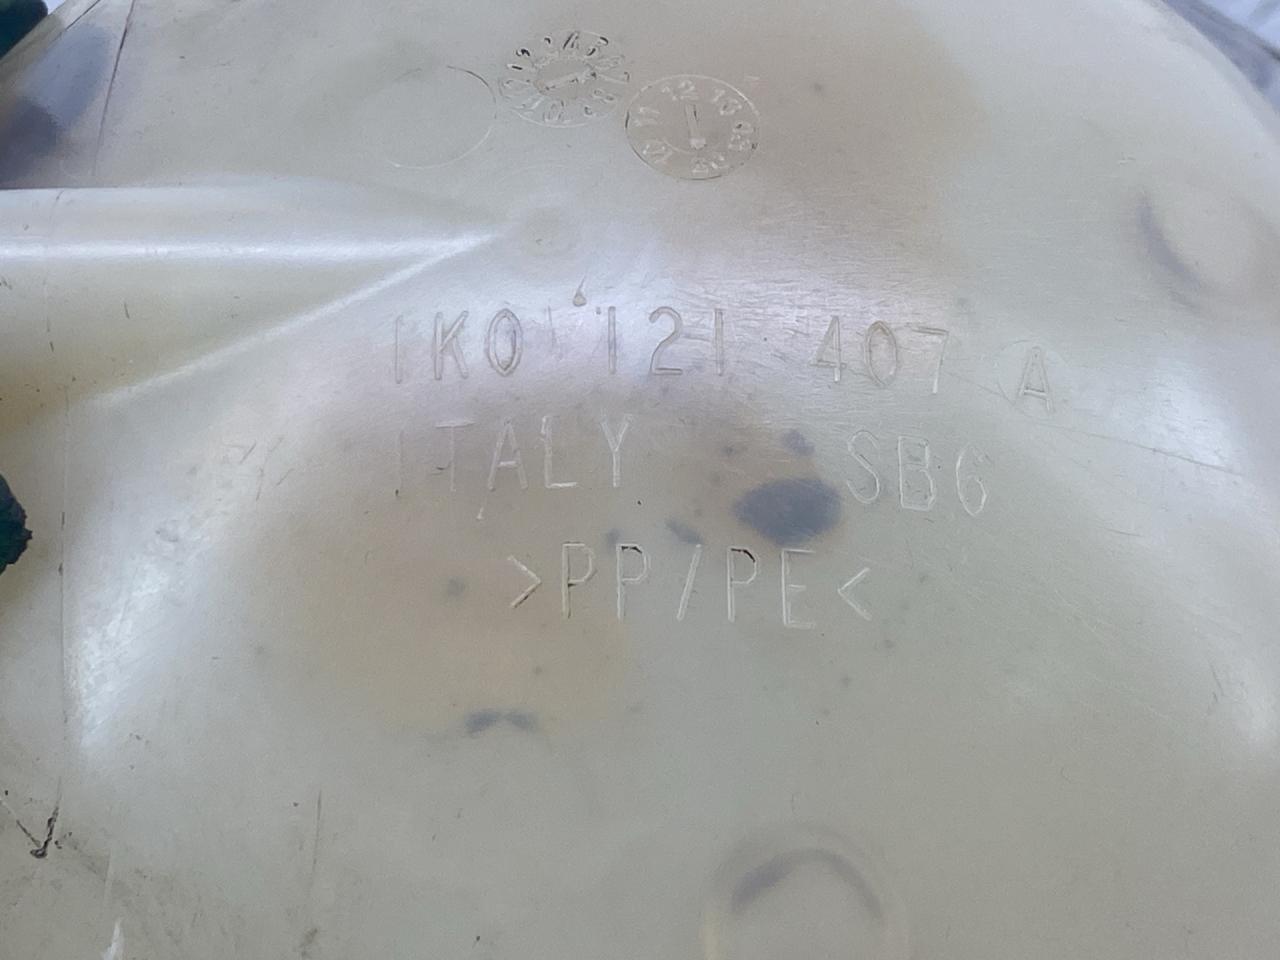 1K0 121 407 A
ITALY SB6
>PP/PE<